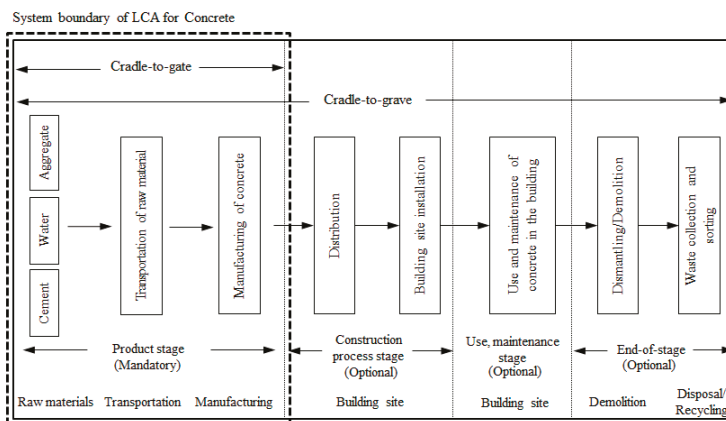 System boundary of LCA for Concrete
Cradle-to-gate
Cradle-to-grave
Aggregate
Water
Cement
Transportation of raw material
Manufacturing of concrete
Distribution
Building site installation
Use and maintenance of
concrete in the building
Dismantling/Demolition
Waste collection and
sorting
Product stage
(Mandatory)
Construction
process stage
(Optional)
Use, maintenance
stage
(Optional)
End-of-stage
(Optional)
Raw materials
Transportation
Manufacturing
Building site
Building site
Demolition
Disposal/
Recycling